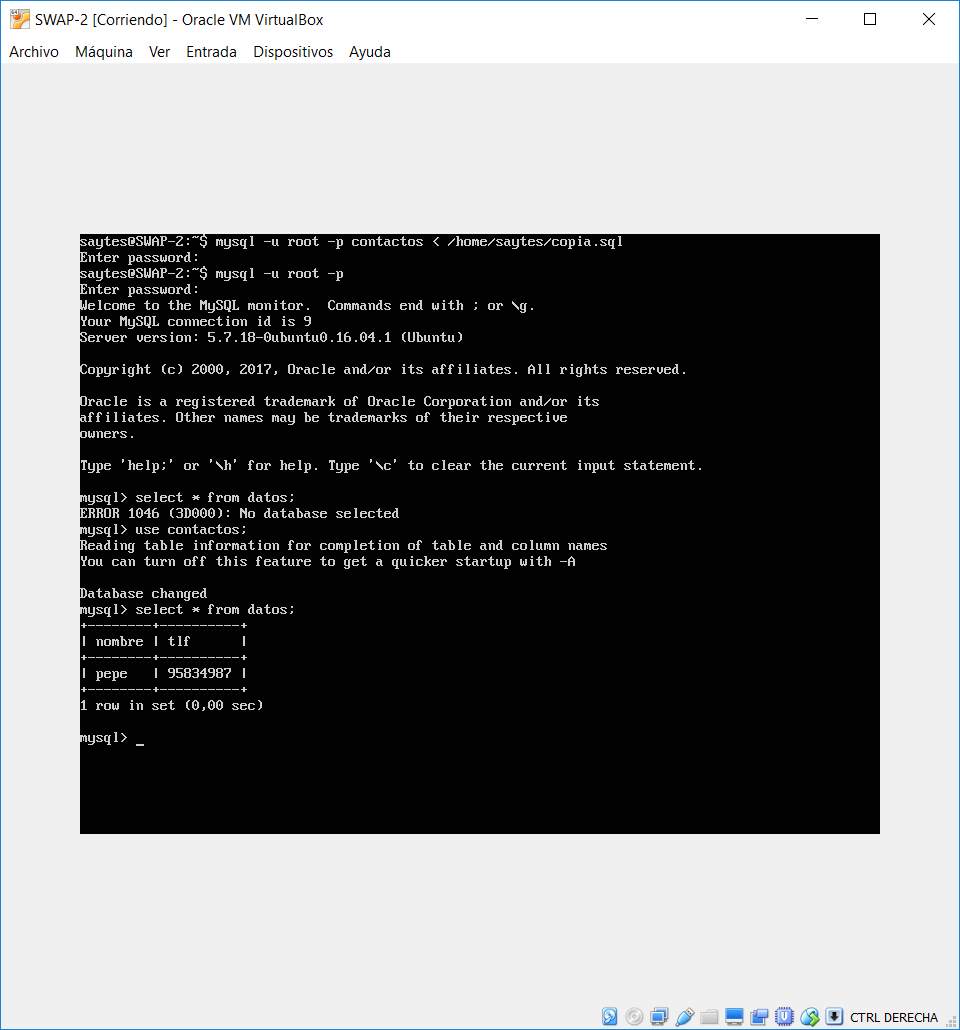 SWAP-2 [Corriendo] - Oracle VM VirtualBox
Archivo Máquina Ver Entrada Dispositivos Ayuda
saytes@SWAP-2:~$ mysql -u root -p contactos < /home/saytes/copia.sql
Enter password:
saytes@SWAP-2:~$ mysql -u root -p
Enter password:
Welcome to the MySQL monitor.  Commands end with ; or \g.
Your MySQL connection id is 9
Server version: 5.7.18-0ubuntu0.16.04.1 (Ubuntu)
Copyright (c) 2000, 2017, Oracle and/or its affiliates. All rights reserved.
Oracle is a registered trademark of Oracle Corporation and/or its
affiliates. Other names may be trademarks of their respective
owners.
Type 'help;' or '\h' for help. Type '\c' to clear the current input statement.
mysql> select * from datos;
ERROR 1046 (3D000): No database selected
mysql> use contactos;
Reading table information for completion of table and column names
You can turn off this feature to get a quicker startup with -A
Database changed
mysql> select * from datos;
+--------+----------+
| nombre | tlf      |
+--------+----------+
| pepe   | 95834987 |
+--------+----------+
1 row in set (0,00 sec)
mysql> _
CTRL DERECHA